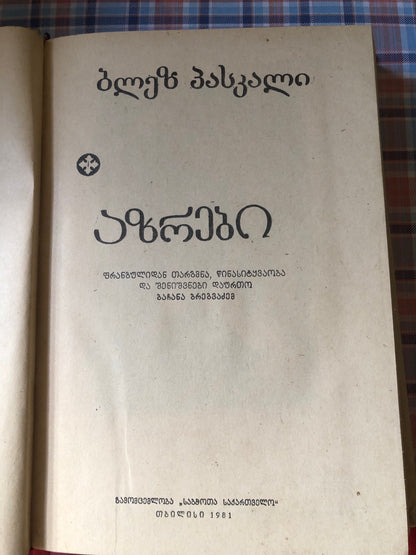 ბლეზ პასკალი
აზრები
ფრანგულიდან თარგმნა, წინასიტყვაობა
და შენიშვნები დაურთო
ბაჩანა ბრეგვაძემ
გამომცემლობა „საბჭოთა საქართველო“
თბილისი 1981